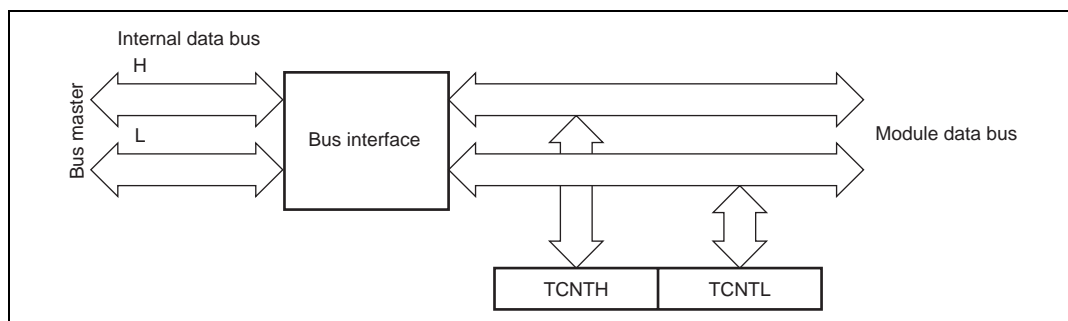 Internal data bus
H
L
Bus master
Bus interface
Module data bus
TCNTH
TCNTL